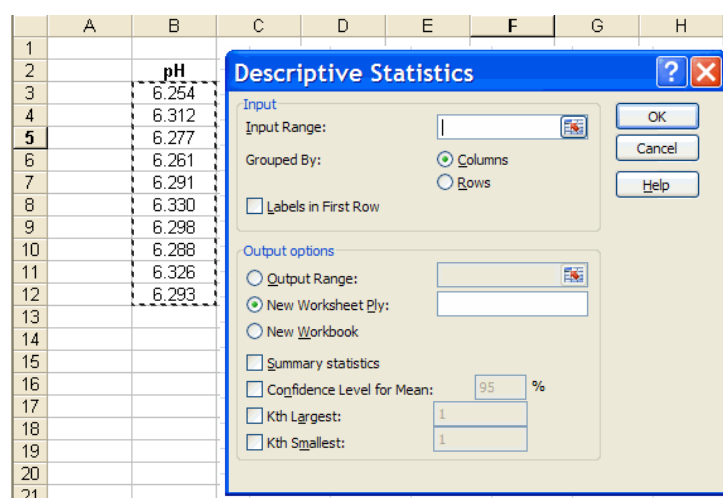 A B C D E F G H
1
2 pH
3 6.254
4 6.312
5 6.277
6 6.261
7 6.291
8 6.330
9 6.298
10 6.288
11 6.326
12 6.293
13
14
15
16
17
18
19
20
21
Descriptive Statistics ?
Input
Input Range:
Grouped By: Columns
Rows
Labels in First Row
OK
Cancel
Help
Output options
Output Range:
New Worksheet Ply:
New Workbook
Summary statistics
Confidence Level for Mean: 95 %
Kth Largest: 1
Kth Smallest: 1